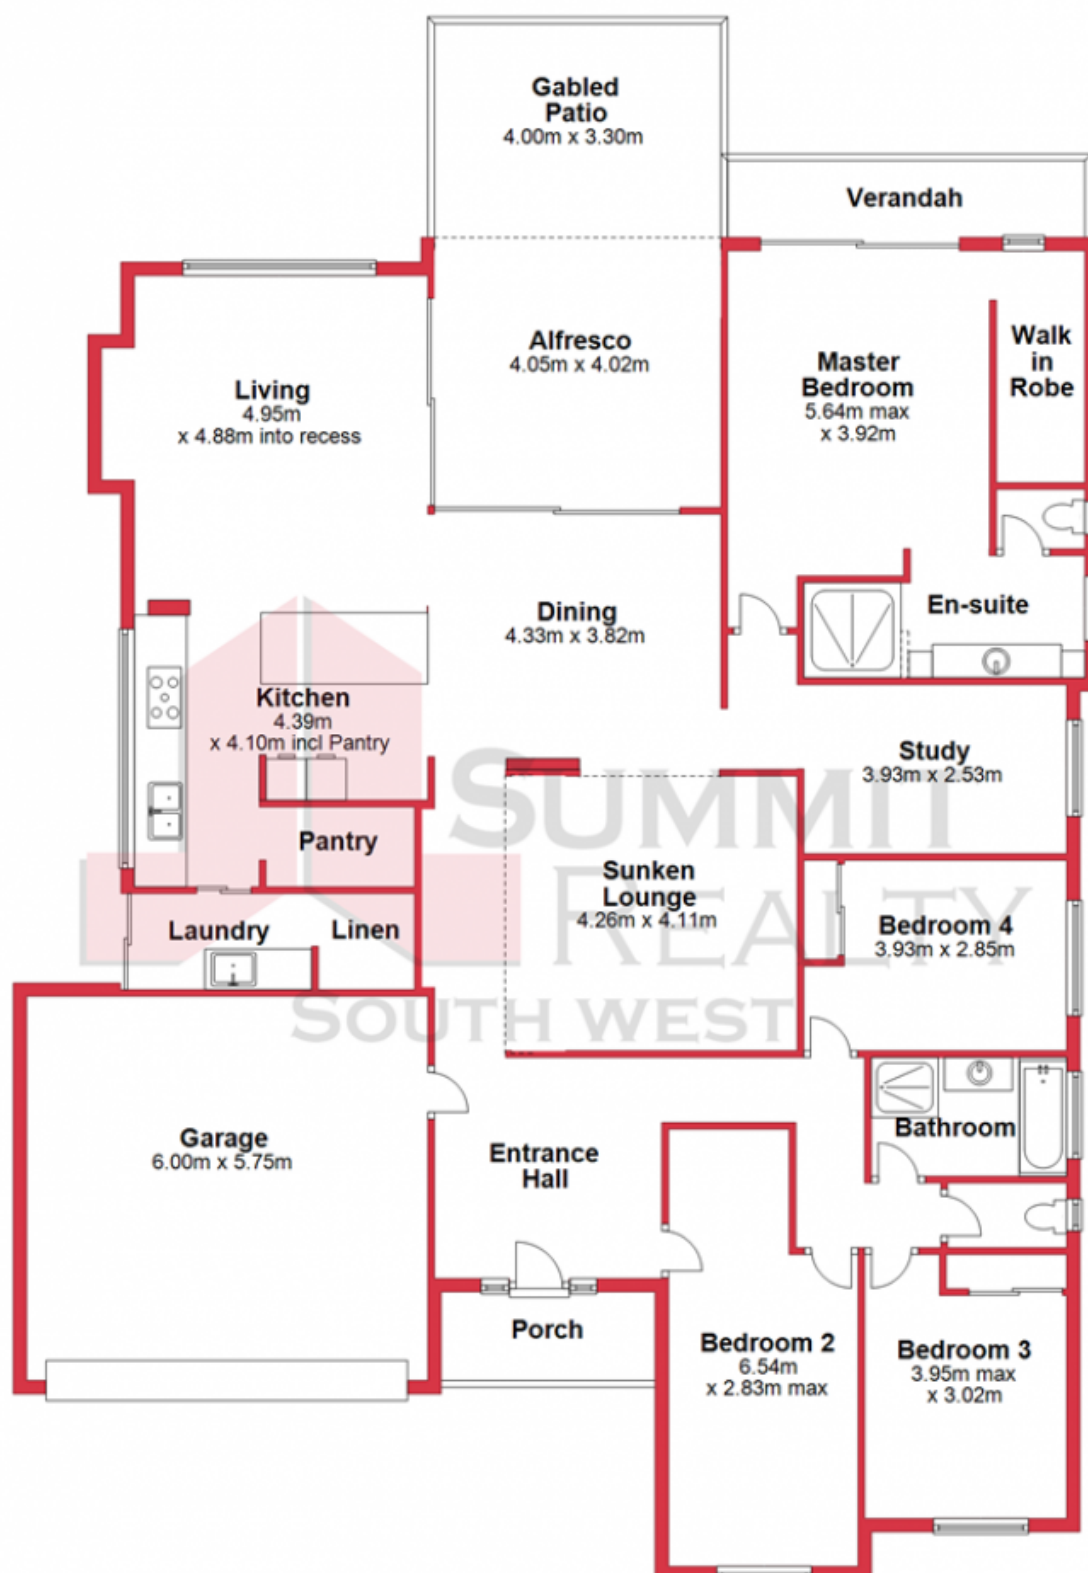 Gabled
Patio
4.00m x 3.30m
Verandah
Alfresco
4.05m x 4.02m
Walk
in
Robe
Master
Bedroom
5.64m max
x 3.92m
Living
4.95m
x 4.88m into recess
En-suite
Dining
4.33m x 3.82m
Kitchen
4.39m
x 4.10m incl Pantry
Study
3.93m x 2.53m
SUMMIT
Pantry
Sunken
Lounge
4.26m x 4.11m
REALTY
Bedroom 4
3.93m x 2.85m
Laundry
Linen
SOUTH WEST
Garage
6.00m x 5.75m
Entrance
Hall
Bathroom
Porch
Bedroom 2
6.54m
x 2.83m max
Bedroom 3
3.95m max
x 3.02m